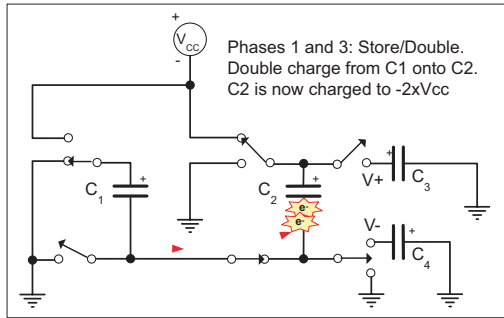 +
VCC
-
Phases 1 and 3: Store/Double.
Double charge from C1 onto C2.
C2 is now charged to -2xVcc
+
C1
+
C2
e-
e-
+
V+
C3
V-
+
C4